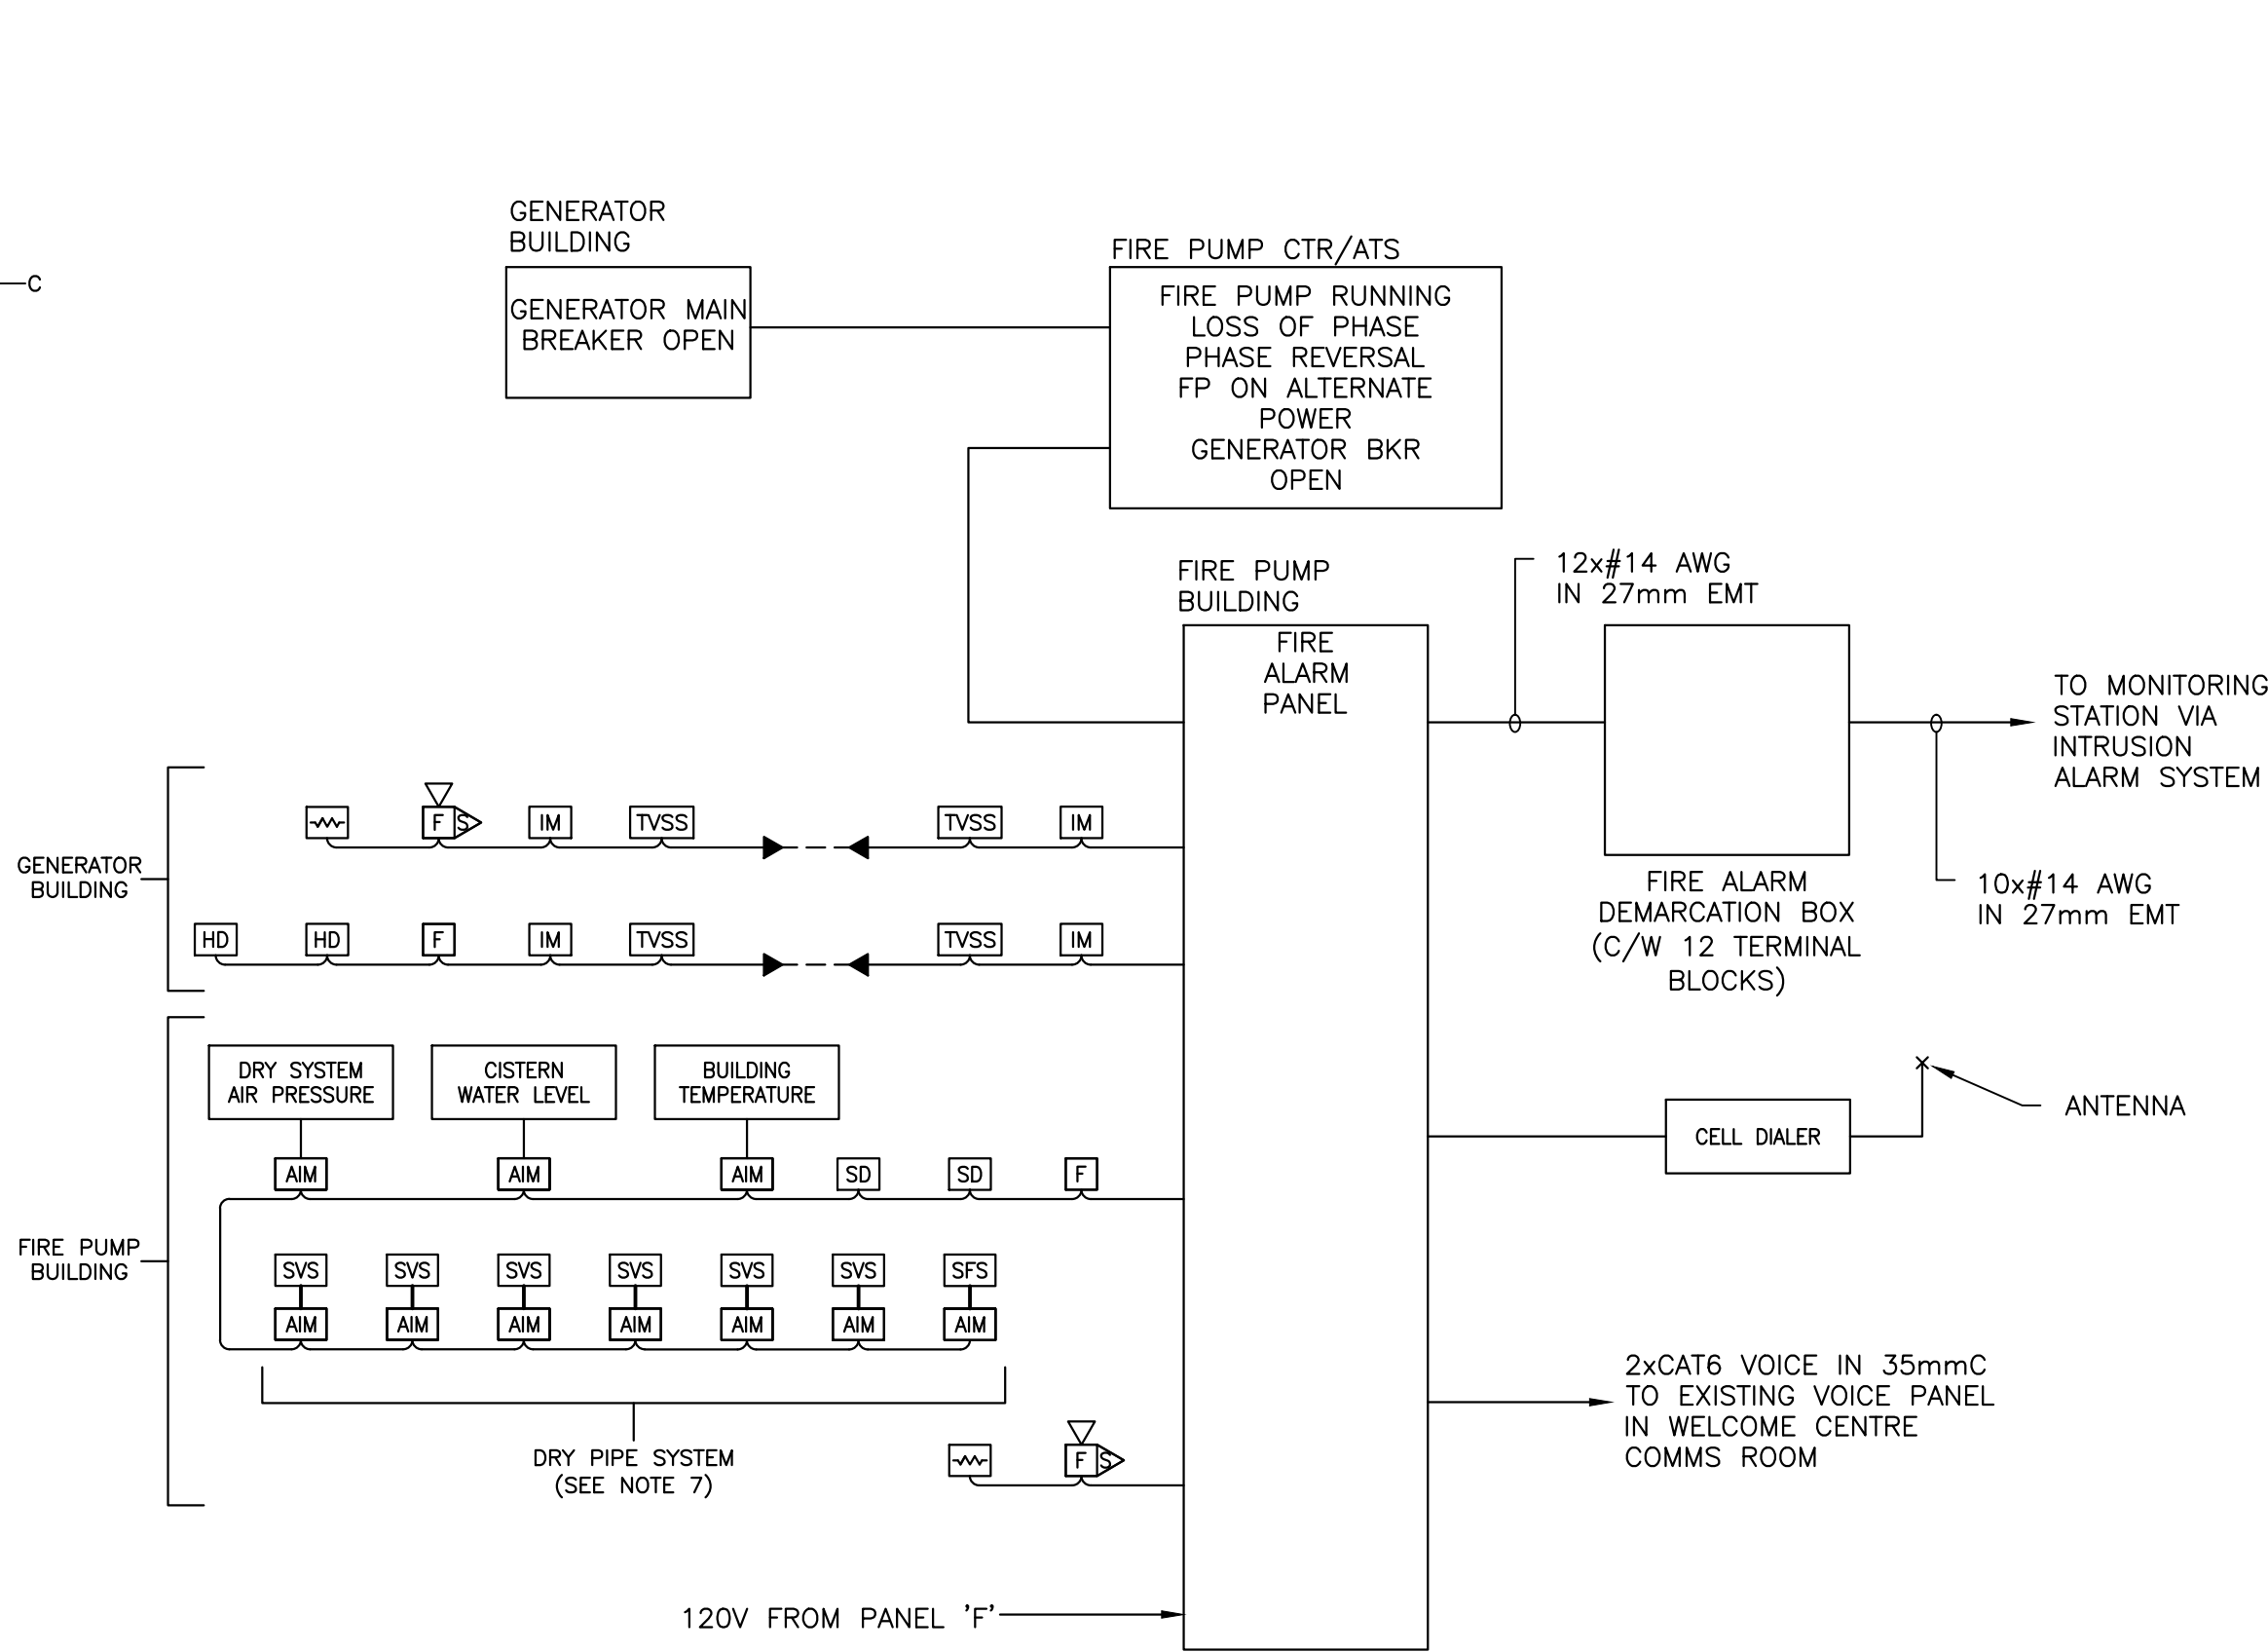 C
GENERATOR
BUILDING
GENERATOR MAIN
BREAKER OPEN
FIRE PUMP CTR/ATS
FIRE PUMP RUNNING
LOSS OF PHASE
PHASE REVERSAL
FP ON ALTERNATE
POWER
GENERATOR BKR
OPEN
FIRE PUMP
BUILDING
FIRE
ALARM
PANEL
12x#14 AWG
IN 27mm EMT
TO MONITORING
STATION VIA
INTRUSION
ALARM SYSTEM
FIRE ALARM
DEMARCATION BOX
(C/W 12 TERMINAL
BLOCKS)
10x#14 AWG
IN 27mm EMT
GENERATOR
BUILDING
F S IM TVSS TVSS IM
HD HD F IM TVSS TVSS IM
DRY SYSTEM
AIR PRESSURE
CISTERN
WATER LEVEL
BUILDING
TEMPERATURE
AIM AIM AIM SD SD F
FIRE PUMP
BUILDING
SVS SVS SVS SVS SVS SVS SFS
AIM AIM AIM AIM AIM AIM AIM
DRY PIPE SYSTEM
(SEE NOTE 7)
F S
CELL DIALER
ANTENNA
2xCAT6 VOICE IN 35mmC
TO EXISTING VOICE PANEL
IN WELCOME CENTRE
COMMS ROOM
120V FROM PANEL 'F'